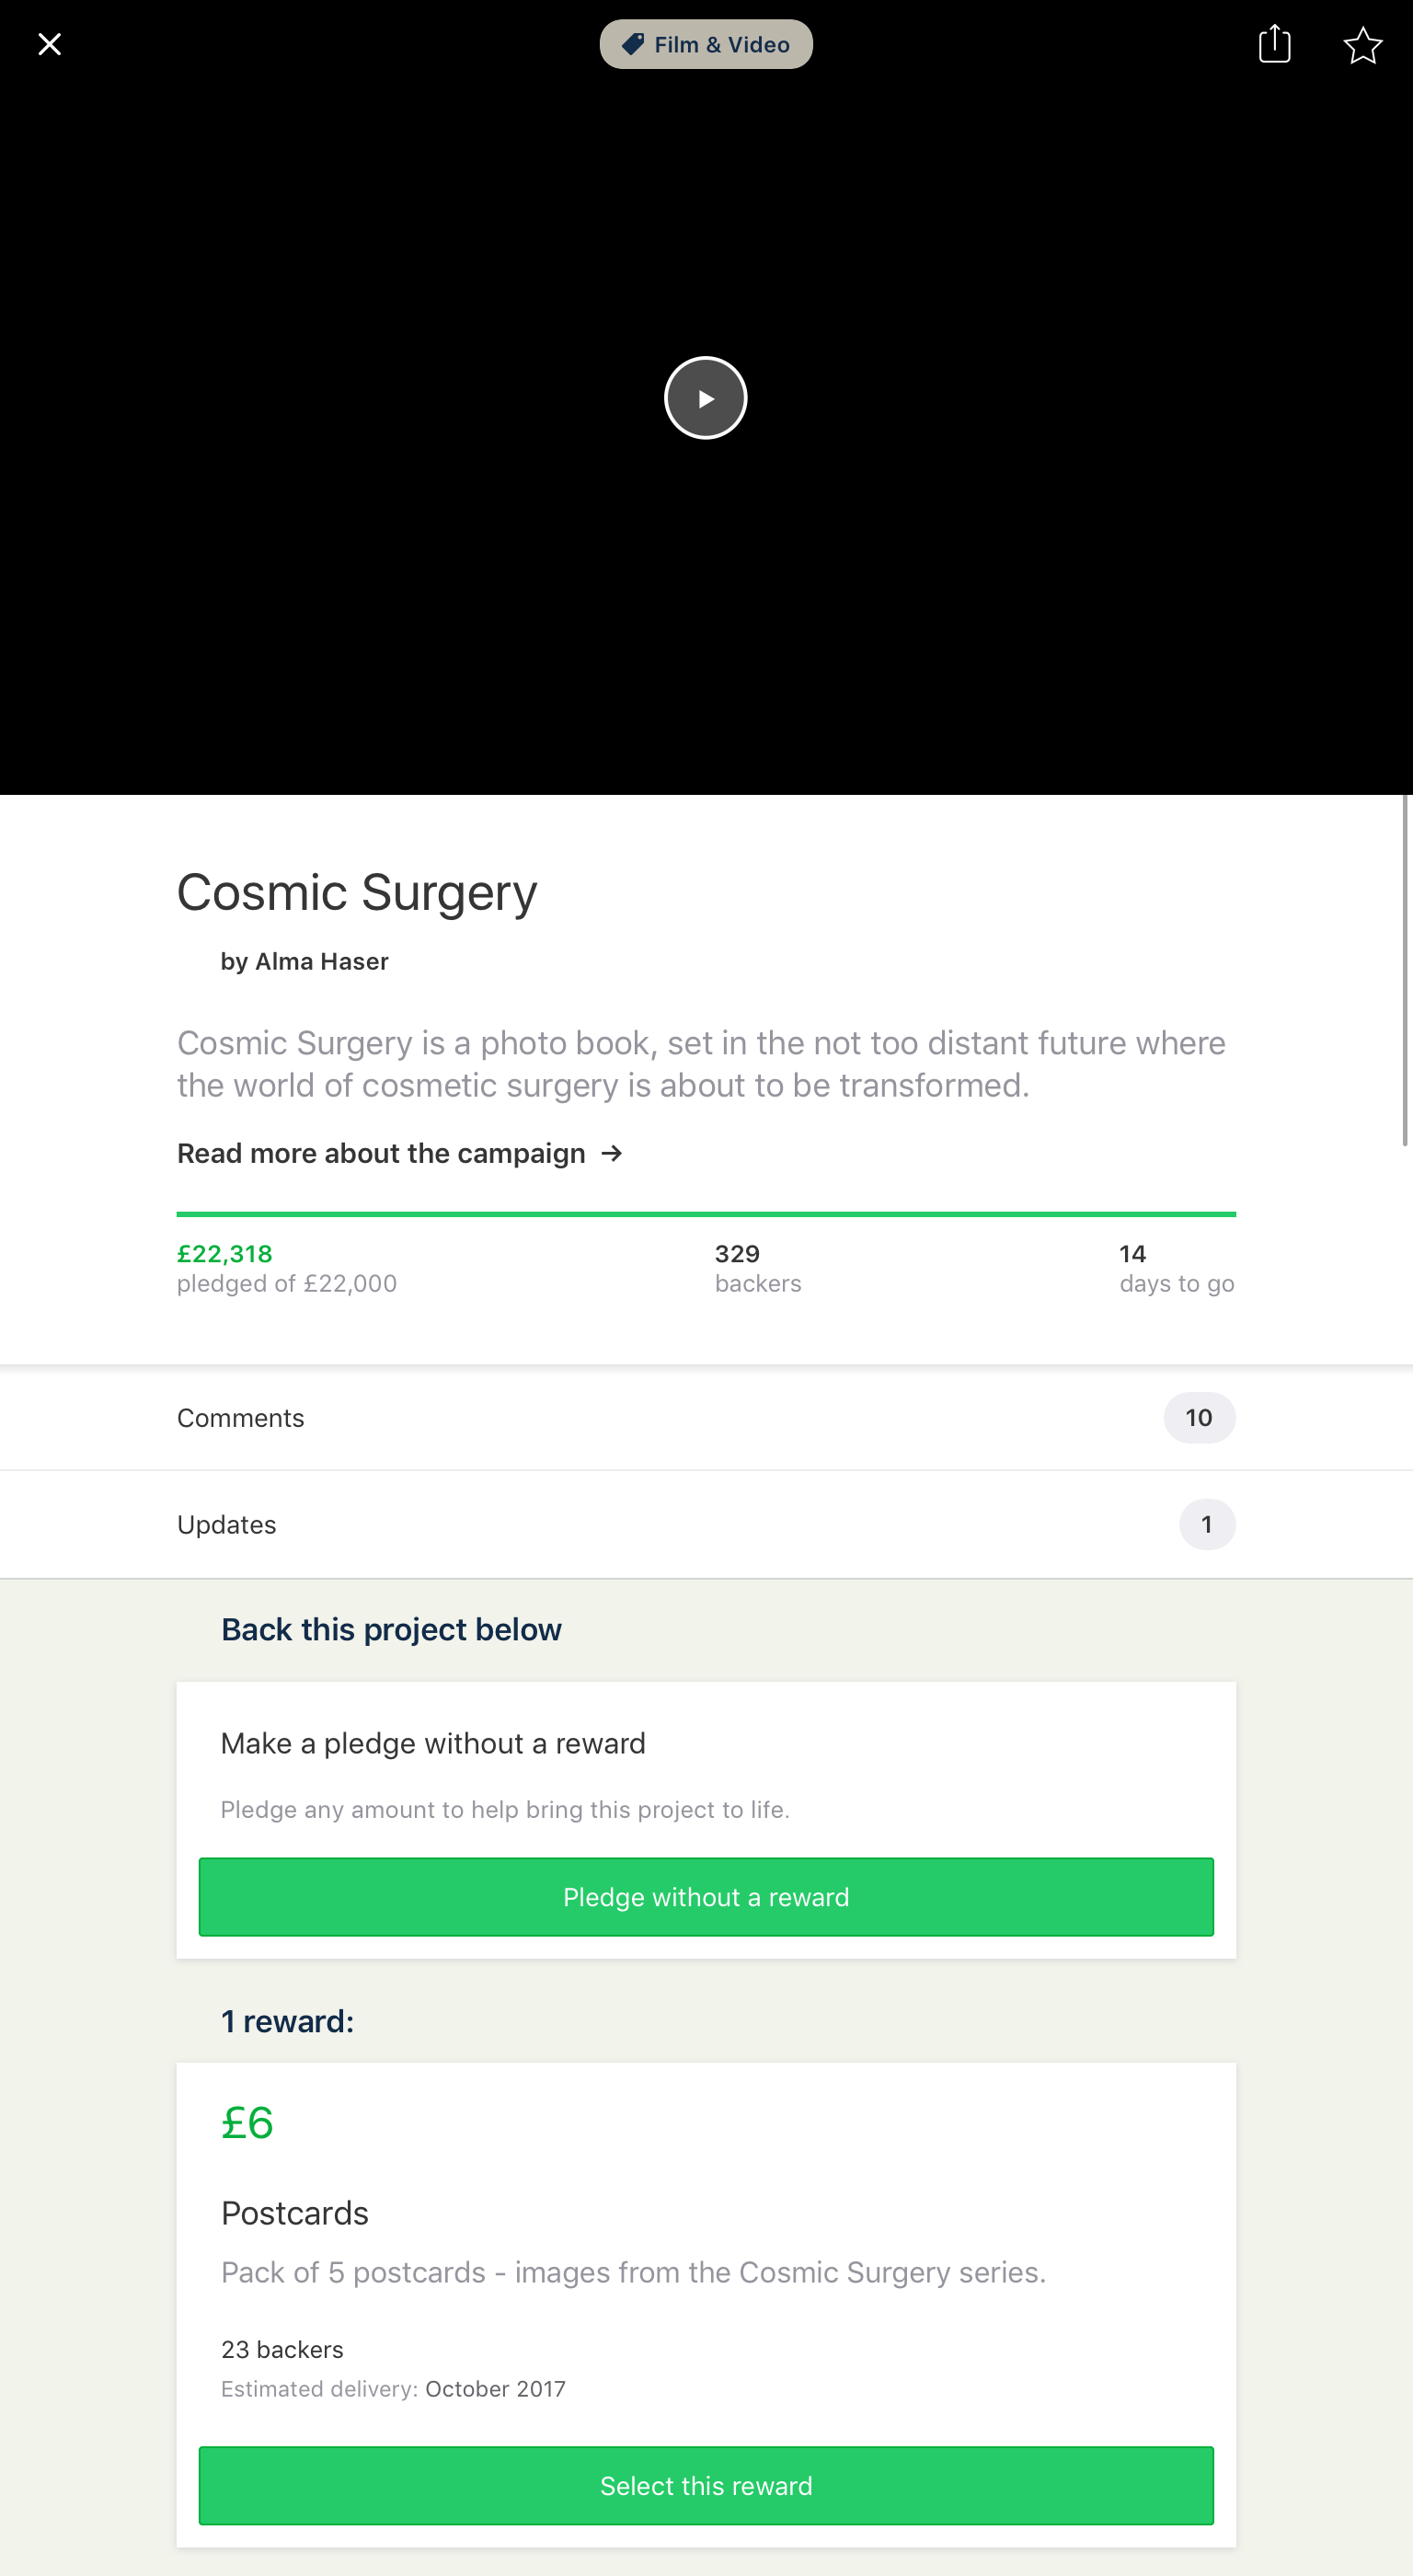 Film & Video
Cosmic Surgery
by Alma Haser
Cosmic Surgery is a photo book, set in the not too distant future where
the world of cosmetic surgery is about to be transformed.
Read more about the campaign →
£22,318
pledged of £22,000
329
backers
14
days to go
Comments
10
Updates
1
Back this project below
Make a pledge without a reward
Pledge any amount to help bring this project to life.
Pledge without a reward
1 reward:
£6
Postcards
Pack of 5 postcards - images from the Cosmic Surgery series.
23 backers
Estimated delivery: October 2017
Select this reward